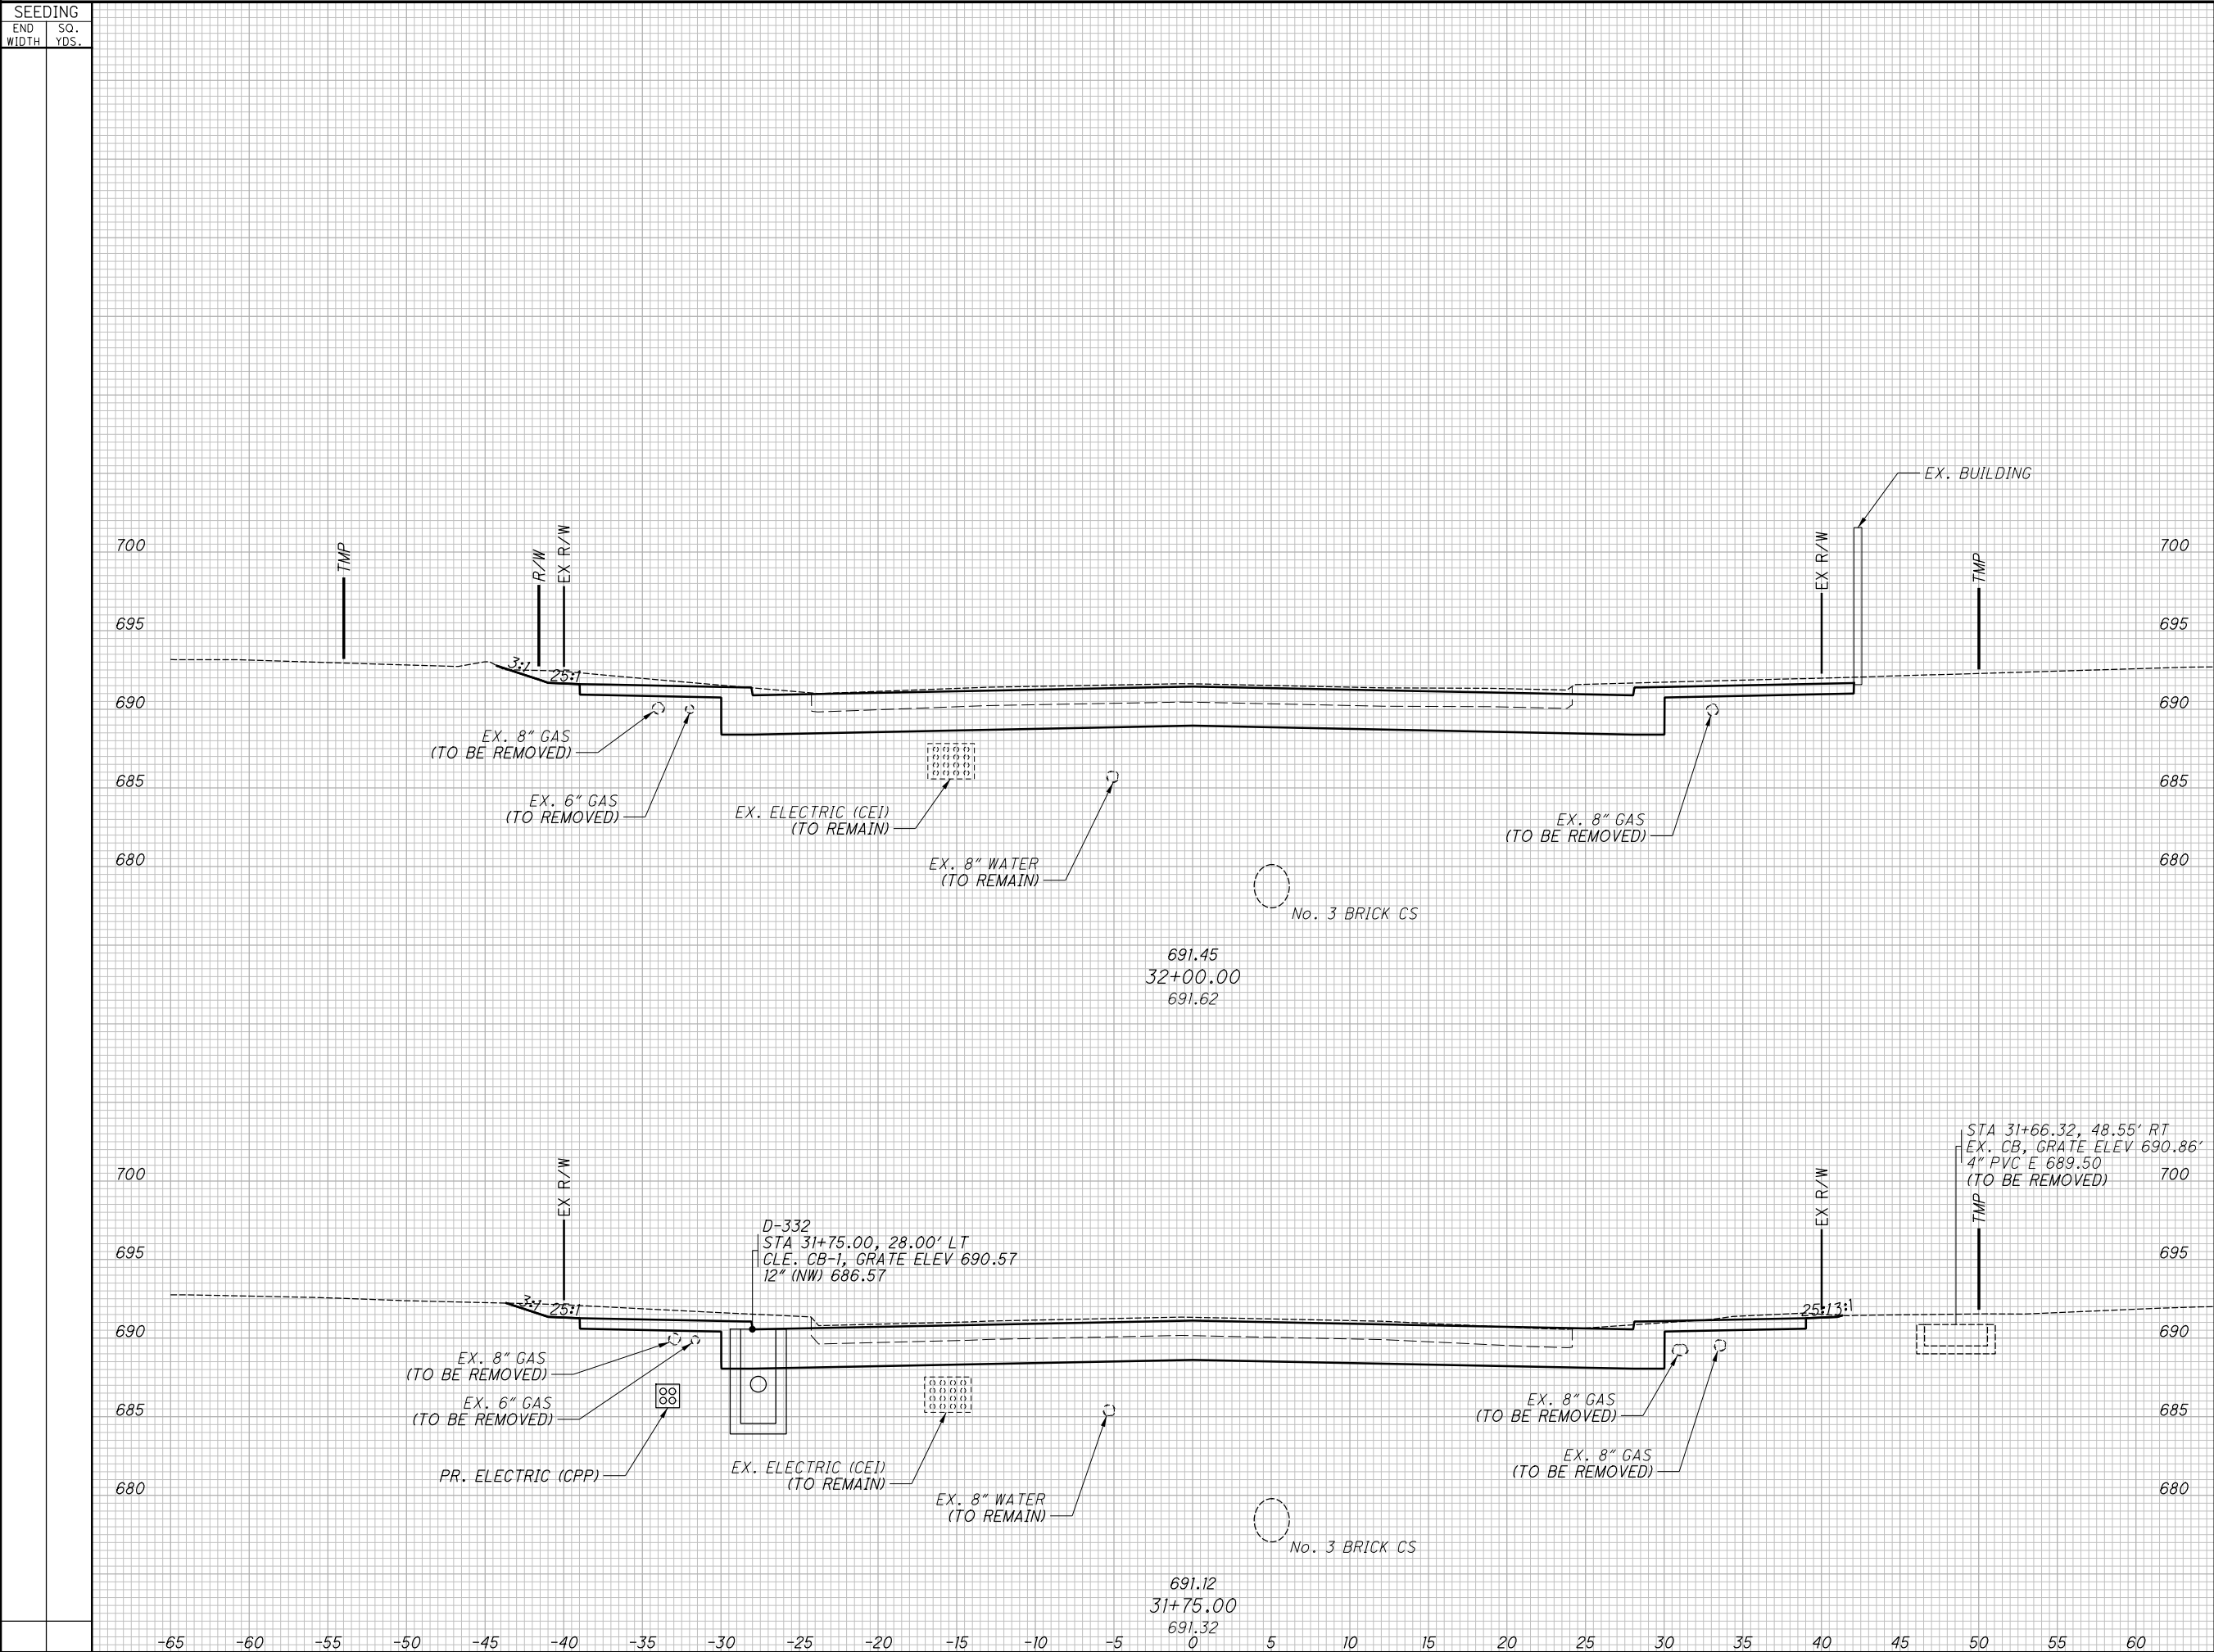 SEEDING
END WIDTH
SQ. YDS.
EX. BUILDING
TMP
R/W
EX R/W
EX R/W
TMP
700
700
695
695
690
690
685
685
680
680
3:1
25:1
EX. 8" GAS
(TO BE REMOVED)
EX. 6" GAS
(TO REMOVED)
EX. ELECTRIC (CEI)
(TO REMAIN)
EX. 8" WATER
(TO REMAIN)
EX. 8" GAS
(TO BE REMOVED)
No. 3 BRICK CS
691.45
32+00.00
691.62
STA 31+66.32, 48.55' RT
EX. CB, GRATE ELEV 690.86'
4" PVC E 689.50
(TO BE REMOVED)
EX R/W
EX R/W
TMP
D-332
STA 31+75.00, 28.00' LT
CLE. CB-1, GRATE ELEV 690.57
12" (NW) 686.57
700
700
695
695
690
690
685
685
680
680
3:1
25:1
25:1
3:1
EX. 8" GAS
(TO BE REMOVED)
EX. 6" GAS
(TO BE REMOVED)
PR. ELECTRIC (CPP)
EX. ELECTRIC (CEI)
(TO REMAIN)
EX. 8" WATER
(TO REMAIN)
EX. 8" GAS
(TO BE REMOVED)
EX. 8" GAS
(TO BE REMOVED)
No. 3 BRICK CS
691.12
31+75.00
691.32
-65 -60 -55 -50 -45 -40 -35 -30 -25 -20 -15 -10 -5 0 5 10 15 20 25 30 35 40 45 50 55 60